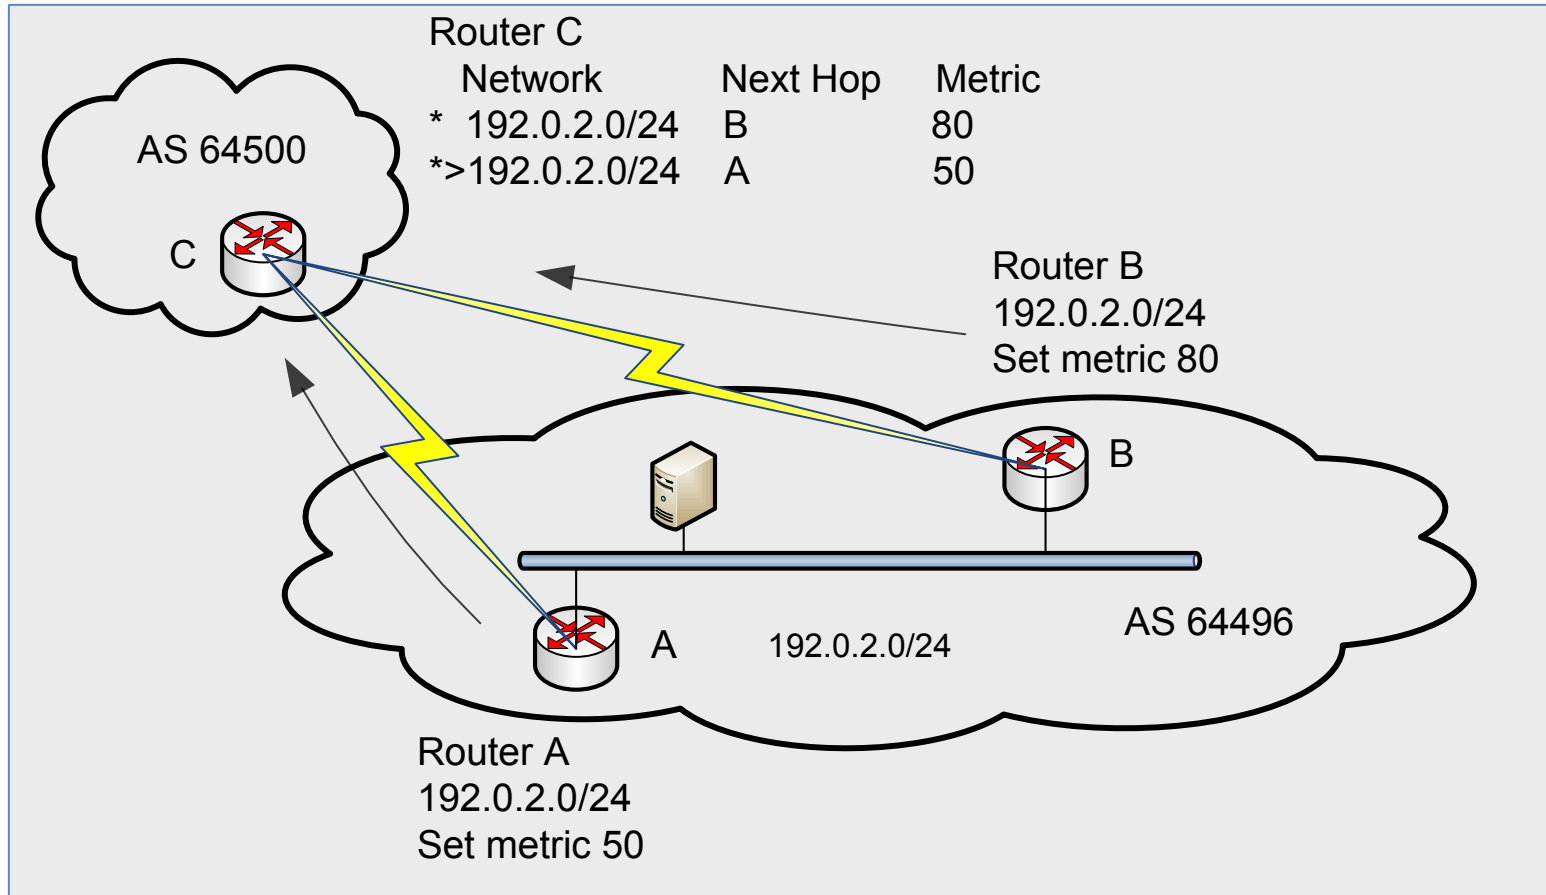 Router C
Network Next Hop Metric
* 192.0.2.0/24 B 80
*>192.0.2.0/24 A 50
AS 64500
C
Router B
192.0.2.0/24
Set metric 80
B
A
192.0.2.0/24
AS 64496
Router A
192.0.2.0/24
Set metric 50